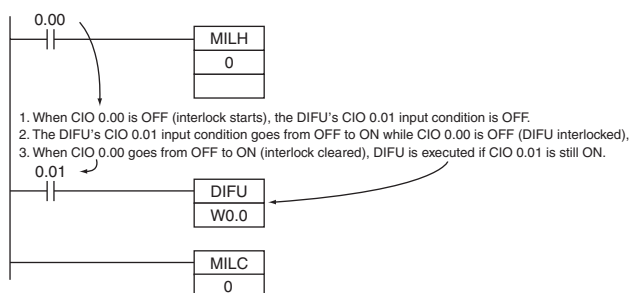 0.00
MILH
0
1. When CIO 0.00 is OFF (interlock starts), the DIFU's CIO 0.01 input condition is OFF.
2. The DIFU's CIO 0.01 input condition goes from OFF to ON while CIO 0.00 is OFF (DIFU interlocked),
3. When CIO 0.00 goes from OFF to ON (interlock cleared), DIFU is executed if CIO 0.01 is still ON.
0.01
DIFU
W0.0
MILC
0